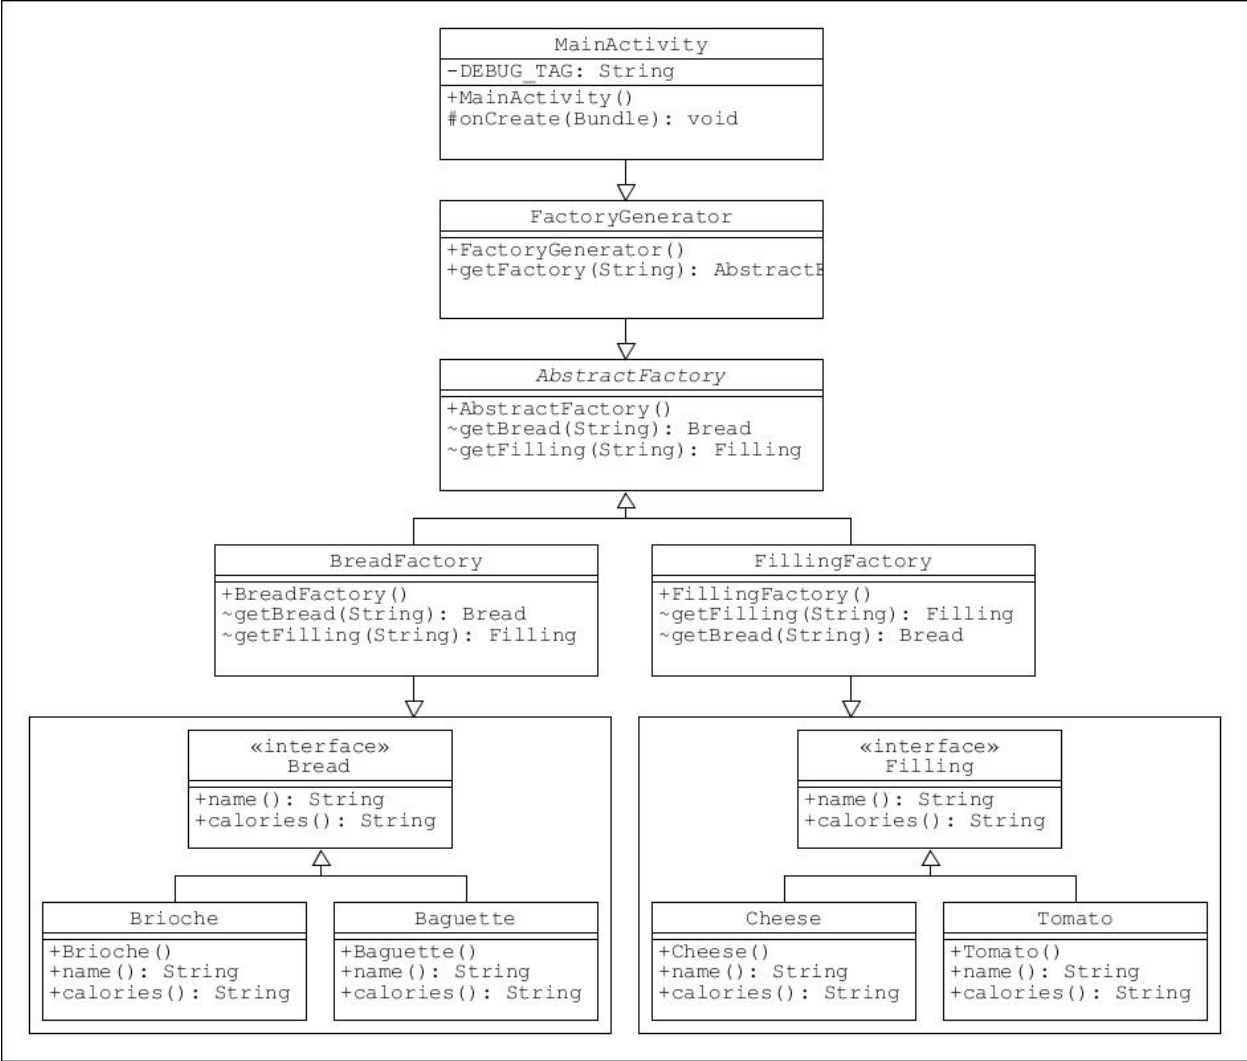 MainActivity
-DEBUG_TAG: String
+MainActivity()
#onCreate(Bundle): void
FactoryGenerator
+FactoryGenerator()
+getFactory(String): Abstract
AbstractFactory
+AbstractFactory()
~getBread(String): Bread
~getFilling(String): Filling
BreadFactory
+BreadFactory()
~getBread(String): Bread
~getFilling(String): Filling
FillingFactory
+FillingFactory()
~getFilling(String): Filling
~getBread(String): Bread
«interface»
Bread
+name(): String
+calories(): String
«interface»
Filling
+name(): String
+calories(): String
Brioche
+Brioche()
+name(): String
+calories(): String
Baguette
+Baguette()
+name(): String
+calories(): String
Cheese
+Cheese()
+name(): String
+calories(): String
Tomato
+Tomato()
+name(): String
+calories(): String